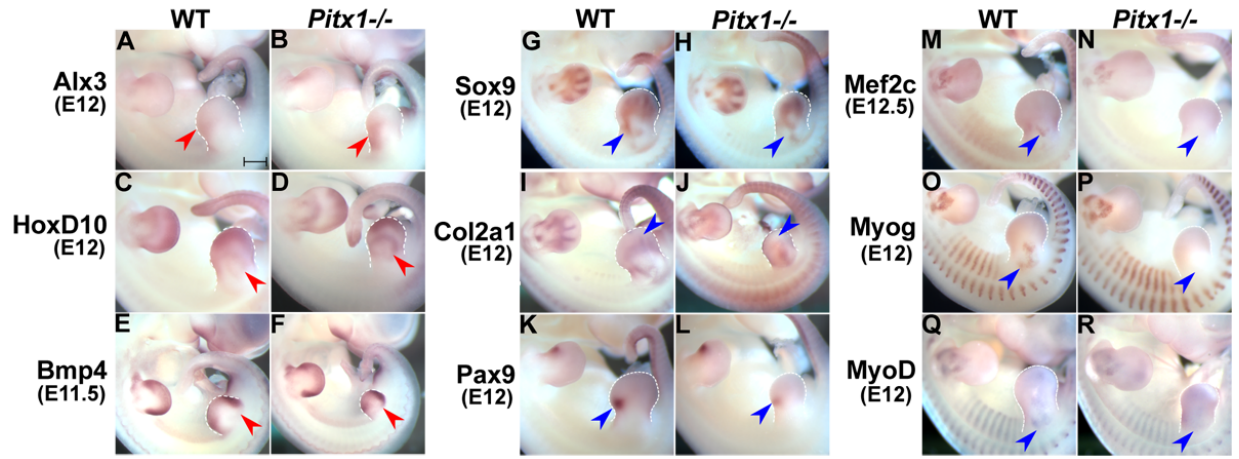 WT Pitx1-/- WT Pitx1-/- WT Pitx1-/-
A B G H M N
Alx3 Sox9 Mef2c
(E12) (E12) (E12.5)
C D I J O P
HoxD10 Col2a1 Myog
(E12) (E12) (E12)
E F K L Q R
Bmp4 Pax9 MyoD
(E11.5) (E12) (E12)